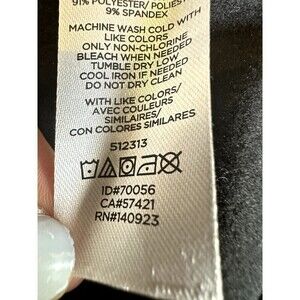 91% POLYESTER/ POLIEST
9% SPANDEX
MACHINE WASH COLD WITH
LIKE COLORS
ONLY NON-CHLORINE
BLEACH WHEN NEEDED
TUMBLE DRY LOW
COOL IRON IF NEEDED
DO NOT DRY CLEAN
WITH LIKE COLORS/
AVEC COULEURS
SIMILAIRES/
CON COLORES SIMILARES
512313
ID#70056
CA#57421
RN#140923